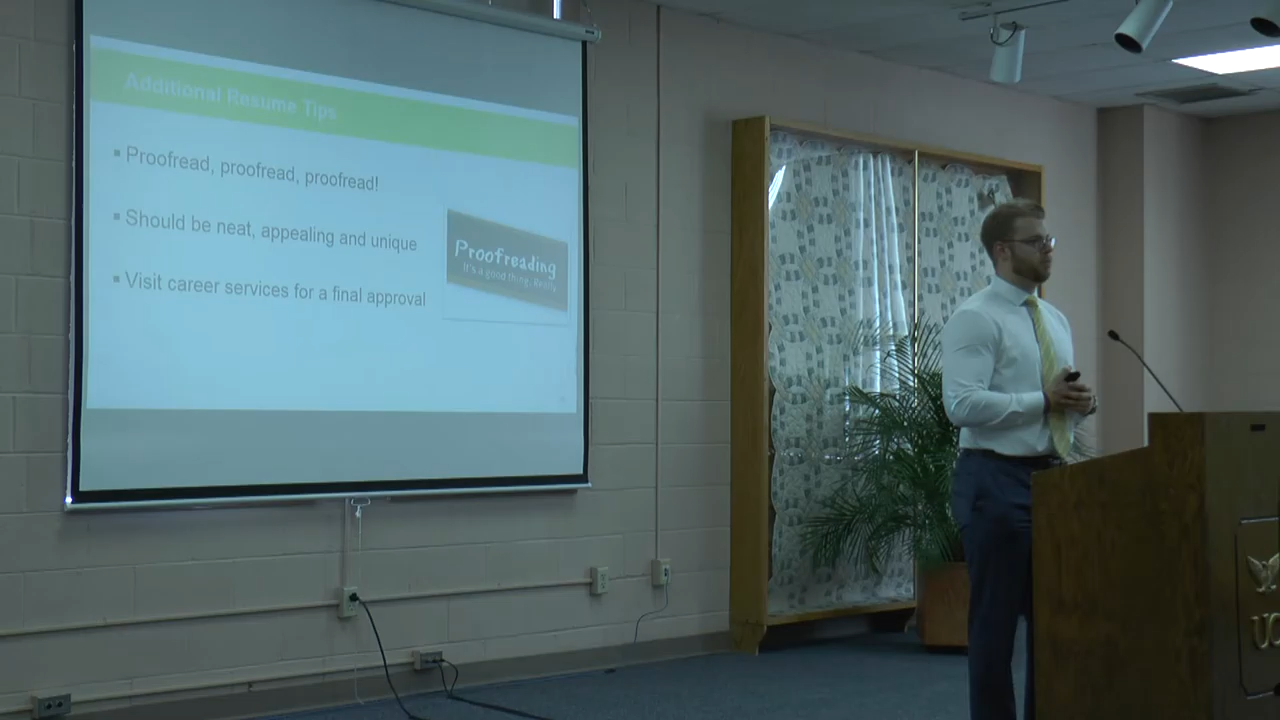 Additional Resume Tips
▪ Proofread, proofread, proofread!
▪ Should be neat, appealing and unique
Proofreading
It's a good thing. Really.
▪ Visit career services for a final approval